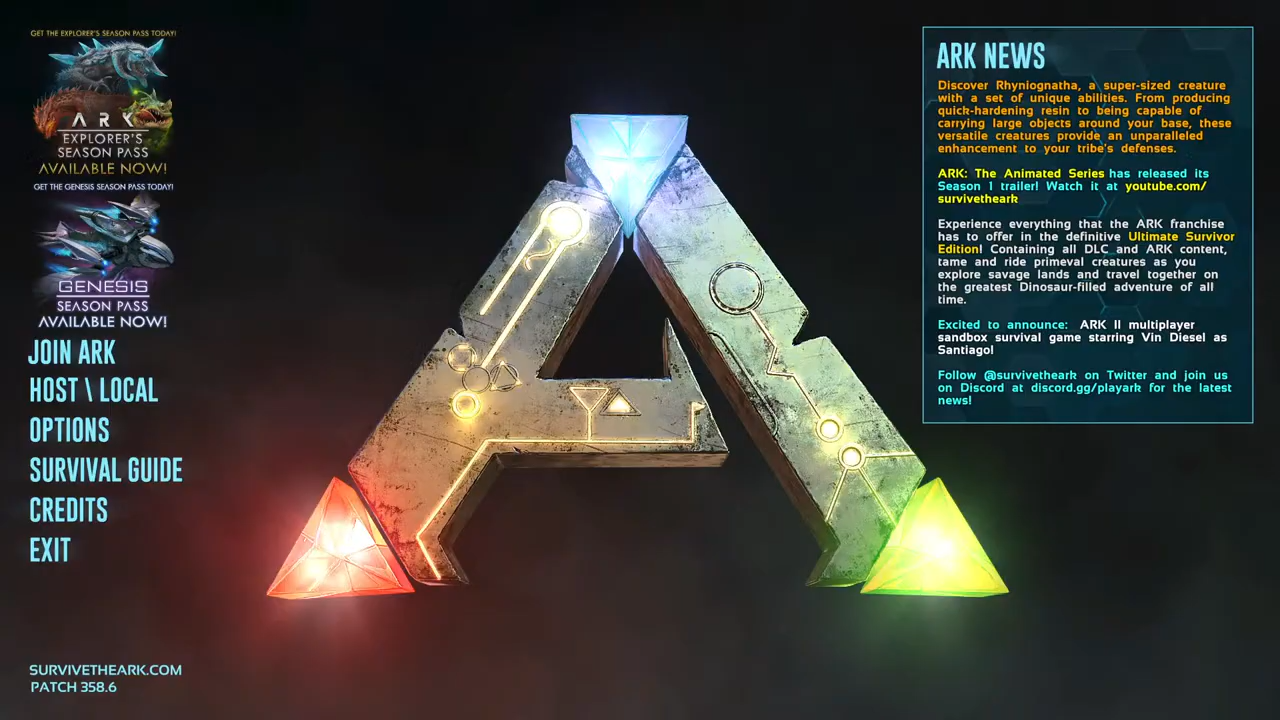 GET THE EXPLORER'S SEASON PASS TODAY!
ARK
EXPLORER'S
SEASON PASS
AVAILABLE NOW!
GET THE GENESIS SEASON PASS TODAY!
GENESIS
SEASON PASS
AVAILABLE NOW!
JOIN ARK
HOST \ LOCAL
OPTIONS
SURVIVAL GUIDE
CREDITS
EXIT
SURVIVETHEARK.COM
PATCH 358.6
ARK NEWS
Discover Rhyniognatha, a super-sized creature
with a set of unique abilities. From producing
quick-hardening resin to being capable of
carrying large objects around your base, these
versatile creatures provide an unparalleled
enhancement to your tribe's defenses.
ARK: The Animated Series has released its
Season 1 trailer! Watch it at youtube.com/
survivetheark
Experience everything that the ARK franchise
has to offer in the definitive Ultimate Survivor
Edition! Containing all DLC and ARK content,
tame and ride primeval creatures as you
explore savage lands and travel together on
the greatest Dinosaur-filled adventure of all
time.
Excited to announce: ARK II multiplayer
sandbox survival game starring Vin Diesel as
Santiago!
Follow @survivetheark on Twitter and join us
on Discord at discord.gg/playark for the latest
news!